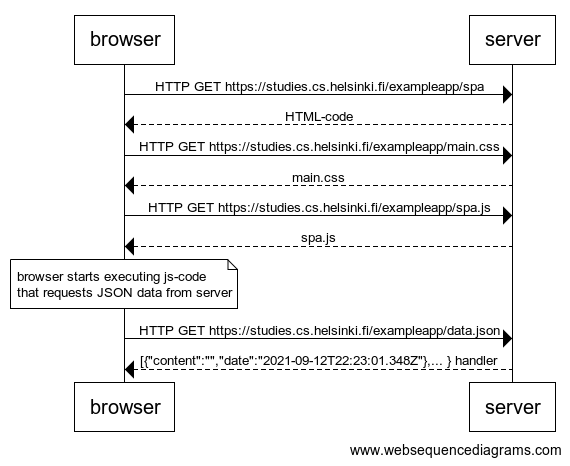 browser server
HTTP GET https://studies.cs.helsinki.fi/exampleapp/spa
HTML-code
HTTP GET https://studies.cs.helsinki.fi/exampleapp/main.css
main.css
HTTP GET https://studies.cs.helsinki.fi/exampleapp/spa.js
spa.js
browser starts executing js-code
that requests JSON data from server
HTTP GET https://studies.cs.helsinki.fi/exampleapp/data.json
[{"content":"","date":"2021-09-12T22:23:01.348Z"},... } handler
browser server
www.websequencediagrams.com